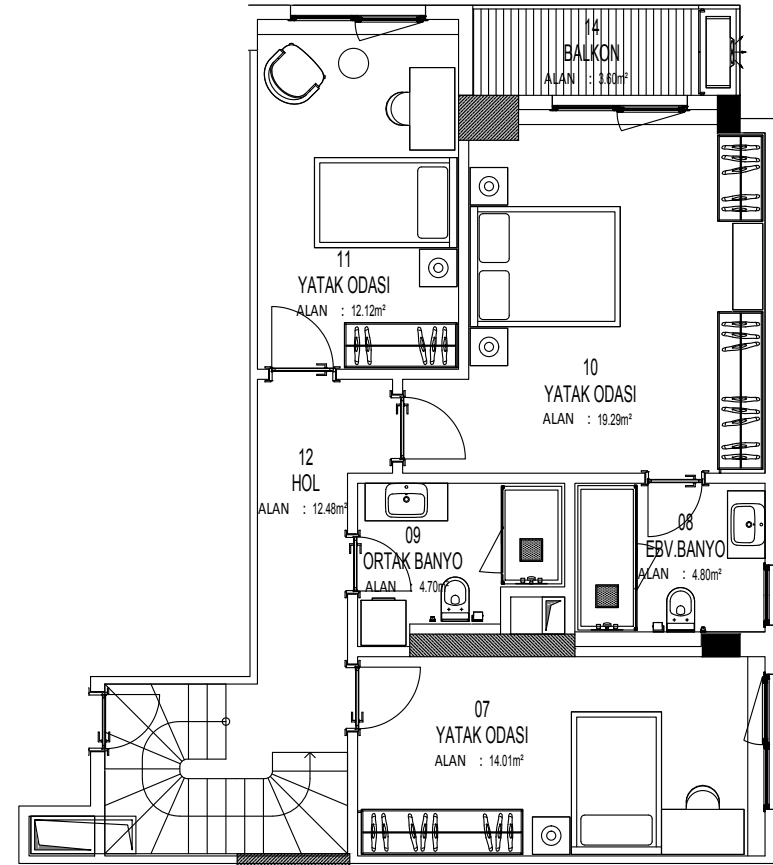 14
BALKON
ALAN : 3.60m²
11
YATAK ODASI
ALAN : 12.12m²
10
YATAK ODASI
ALAN : 19.29m²
12
HOL
ALAN : 12.48m²
09
ORTAK BANYO
ALAN : 4.70m²
08
EBV.BANYO
ALAN : 4.80m²
07
YATAK ODASI
ALAN : 14.01m²